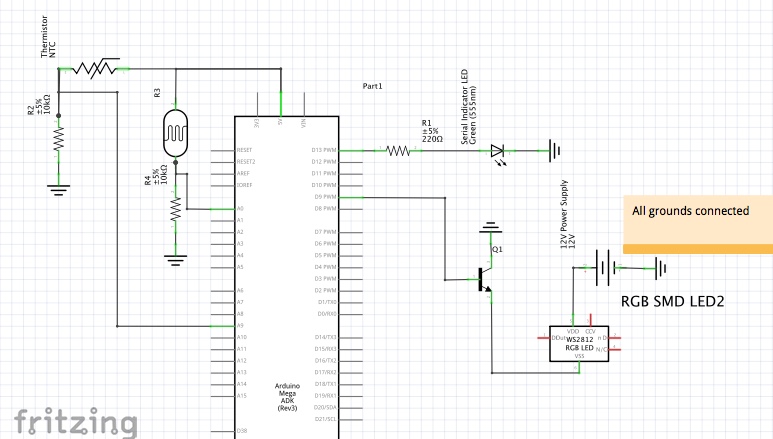 Thermistor
NTC
R2
±5%
10kΩ
R3
R4
±5%
10kΩ
Part1
3V3
5V
VIN
RESET
RESET2
AREF
IOREF
A0
A1
A2
A3
A4
A5
A6
A7
A8
A9
A10
A11
A12
A13
A14
A15
D13 PWM
D12 PWM
D11 PWM
D10 PWM
D9 PWM
D8 PWM
D7 PWM
D6 PWM
D5 PWM
D4 PWM
D3 PWM
D2 PWM
D1/TX0
D0/RX0
D14/TX3
D15/RX3
D16/TX2
D17/RX2
D18/TX1
D19/RX1
D20/SDA
D21/SCL
Arduino
Mega
ADK
(Rev3)
R1
±5%
220Ω
Serial Indicator LED
Green (555nm)
Q1
12V Power Supply
12V
All grounds connected
RGB SMD LED2
VDD
WS2812
RGB LED
VSS
N/C
fritzing